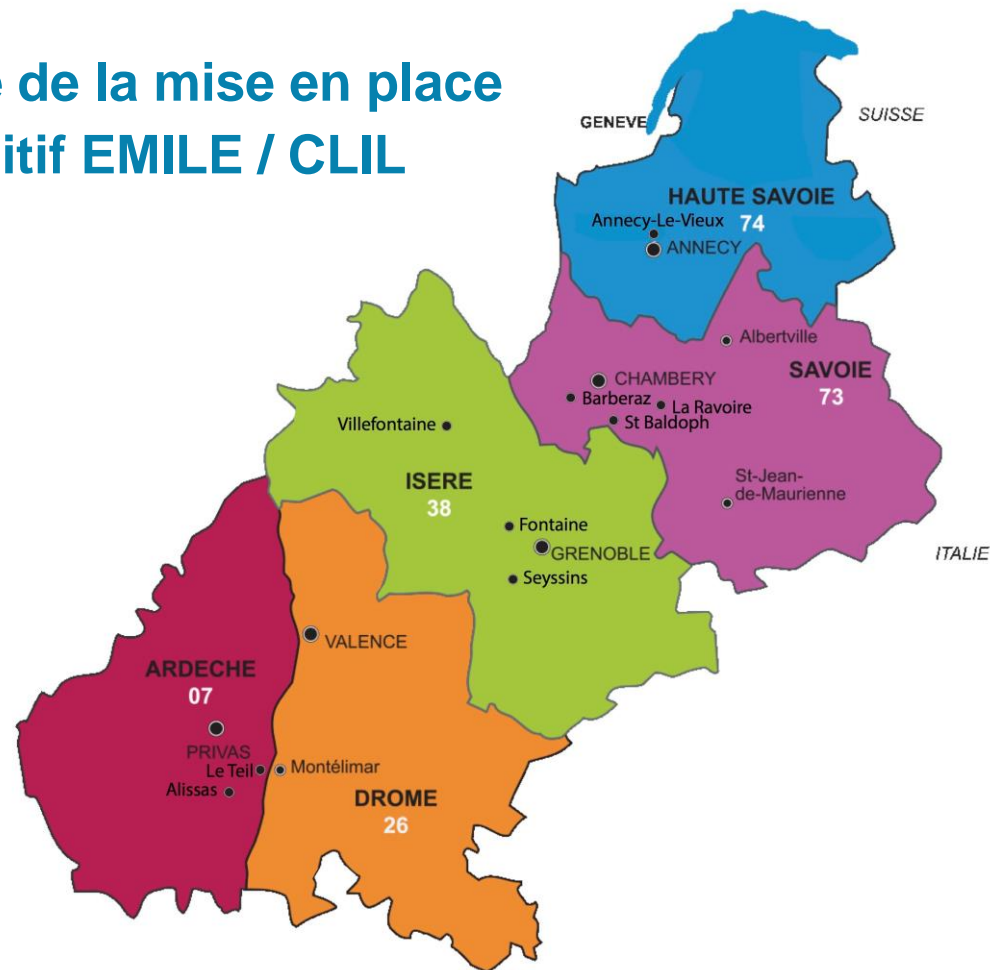 e de la mise en place
itif EMILE / CLIL
GENEVE
SUISSE
HAUTE SAVOIE
74
Annecy-Le-Vieux
ANNECY
Albertville
SAVOIE
73
CHAMBERY
Barberaz
La Ravoire
St Baldoph
St-Jean-
de-Maurienne
ITALIE
Villefontaine
ISERE
38
Fontaine
GRENOBLE
Seyssins
VALENCE
ARDECHE
07
PRIVAS
Le Teil
Montélimar
Alissas
DROME
26